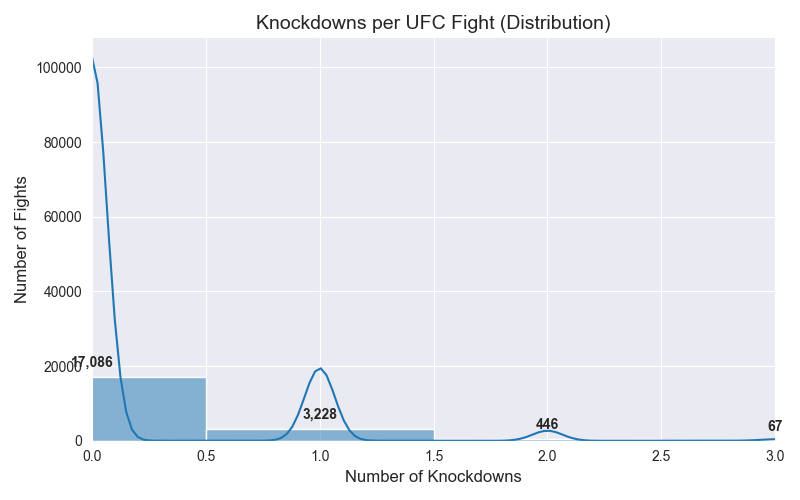 Knockdowns per UFC Fight (Distribution)
Number of Fights
100000
80000
60000
40000
20000
0
17,086
3,228
446
67
0.0 0.5 1.0 1.5 2.0 2.5 3.0
Number of Knockdowns